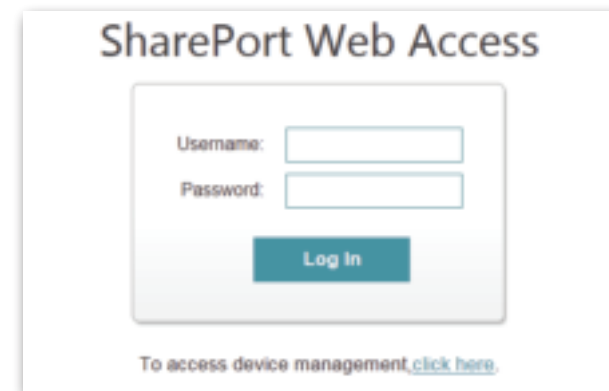 SharePort Web Access
Username:
Password:
Log In
To access device management,click here.